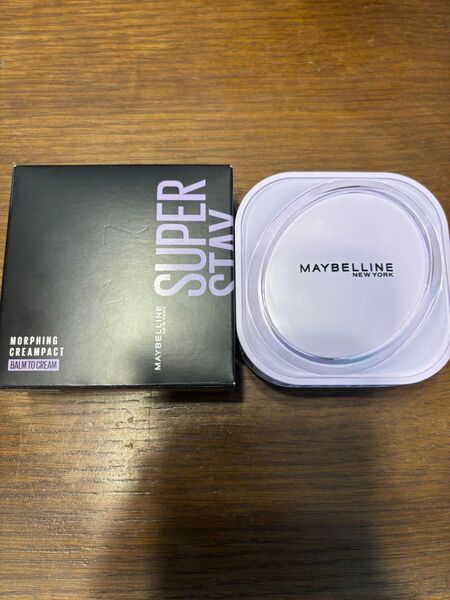 MORPHING
CREAMPACT
BALM TO CREAM
MAYBELLINE
NEW YORK
SUPER
STAY
MAYBELLINE
NEW YORK